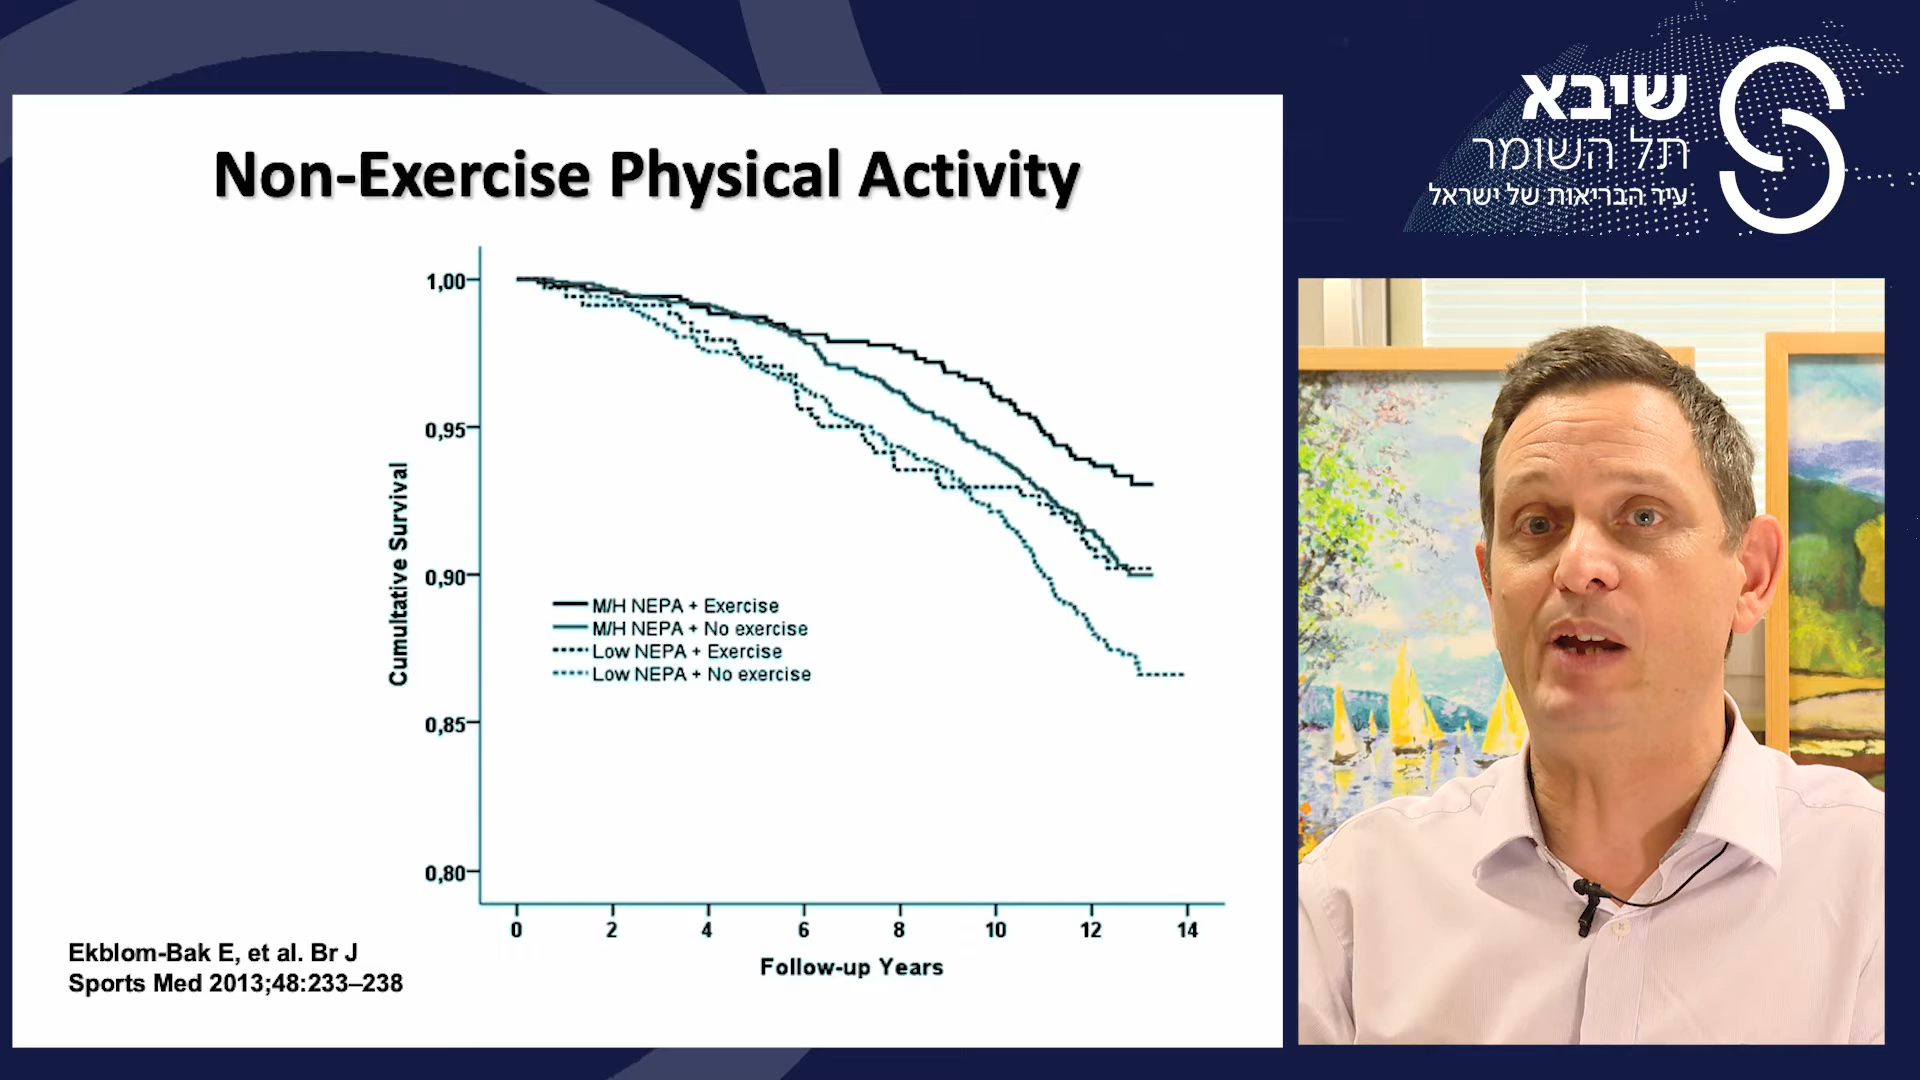 Non-Exercise Physical Activity
1,00
0,95
0,90
0,85
0,80
Cumultative Survival
M/H NEPA + Exercise
M/H NEPA + No exercise
Low NEPA + Exercise
Low NEPA + No exercise
0 2 4 6 8 10 12 14
Follow-up Years
Ekblom-Bak E, et al. Br J
Sports Med 2013;48:233–238
שיבא
תל השומר
עיר הבריאות של ישראל